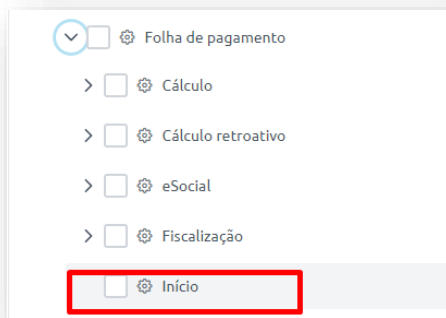 Folha de pagamento
Cálculo
Cálculo retroativo
eSocial
Fiscalização
Início